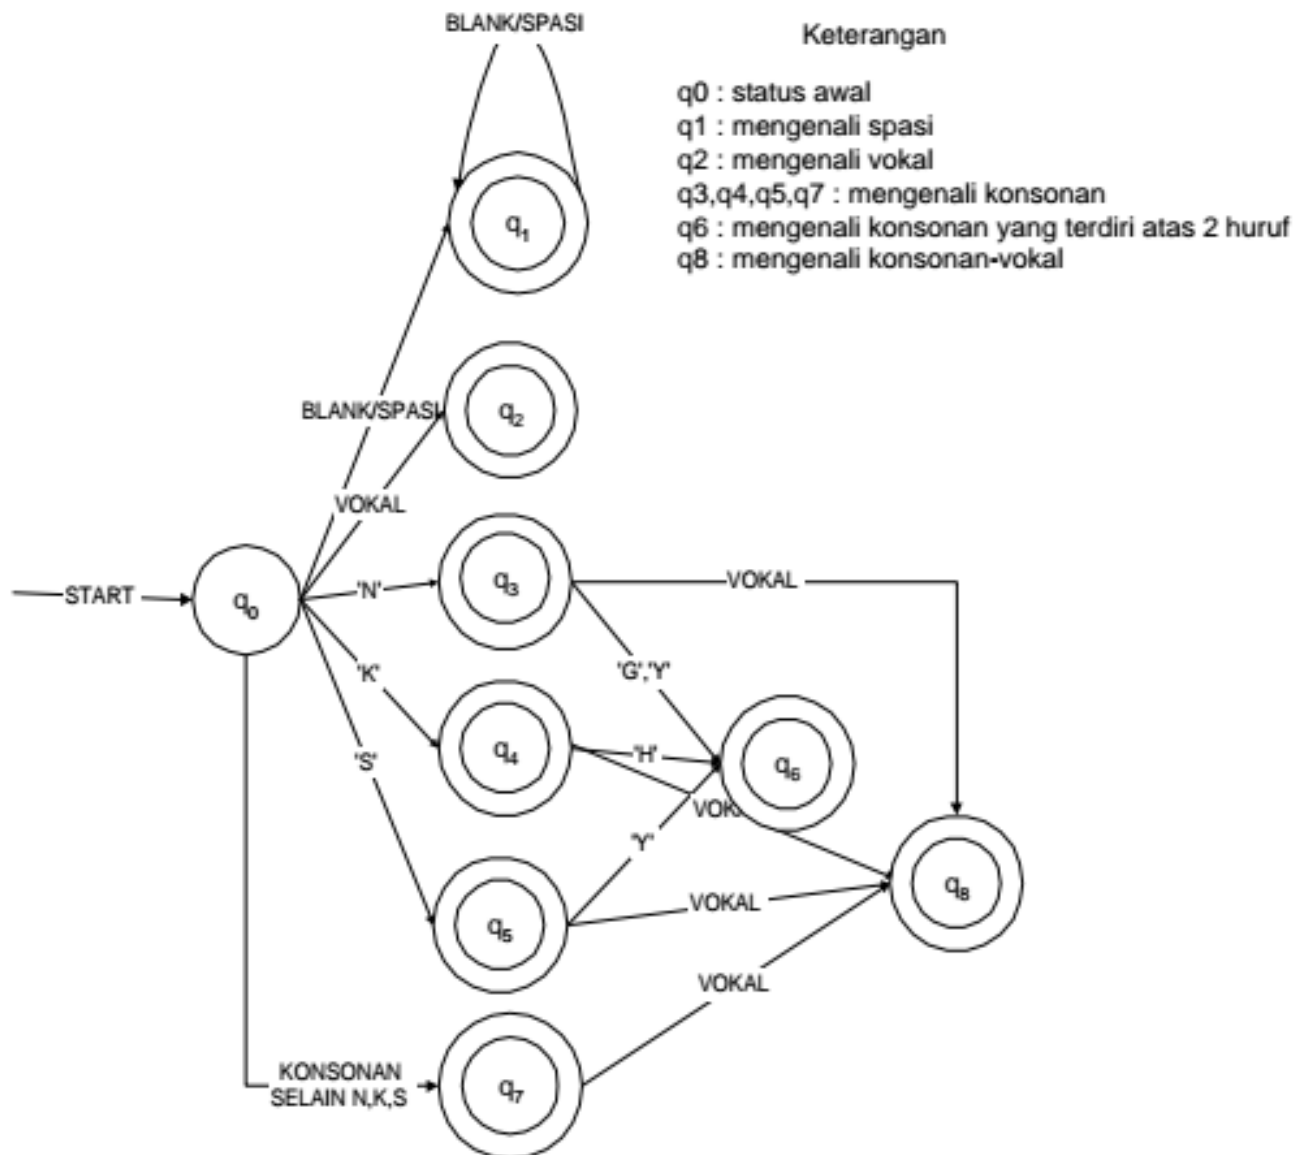 BLANK/SPASI
Keterangan
q0 : status awal
q1 : mengenali spasi
q2 : mengenali vokal
q3,q4,q5,q7 : mengenali konsonan
q6 : mengenali konsonan yang terdiri atas 2 huruf
q8 : mengenali konsonan-vokal
q1
BLANK/SPASI
q2
VOKAL
START
q0
'N'
q3
VOKAL
'G','Y'
'K'
q4
'H'
q6
'S'
VOK
'Y'
q8
q5
VOKAL
VOKAL
KONSONAN
SELAIN N,K,S
q7